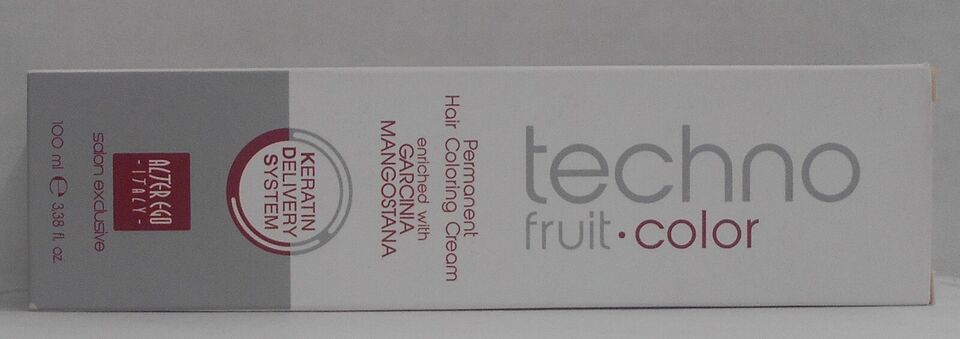 techno
fruit·color
Permanent
Hair Coloring Cream
enriched with
GARCINIA
MANGOSTANA
KERATIN
DELIVERY
SYSTEM
ALTER EGO
- ITALY -
salon exclusive
100 ml ℮ 3,38 fl. oz.